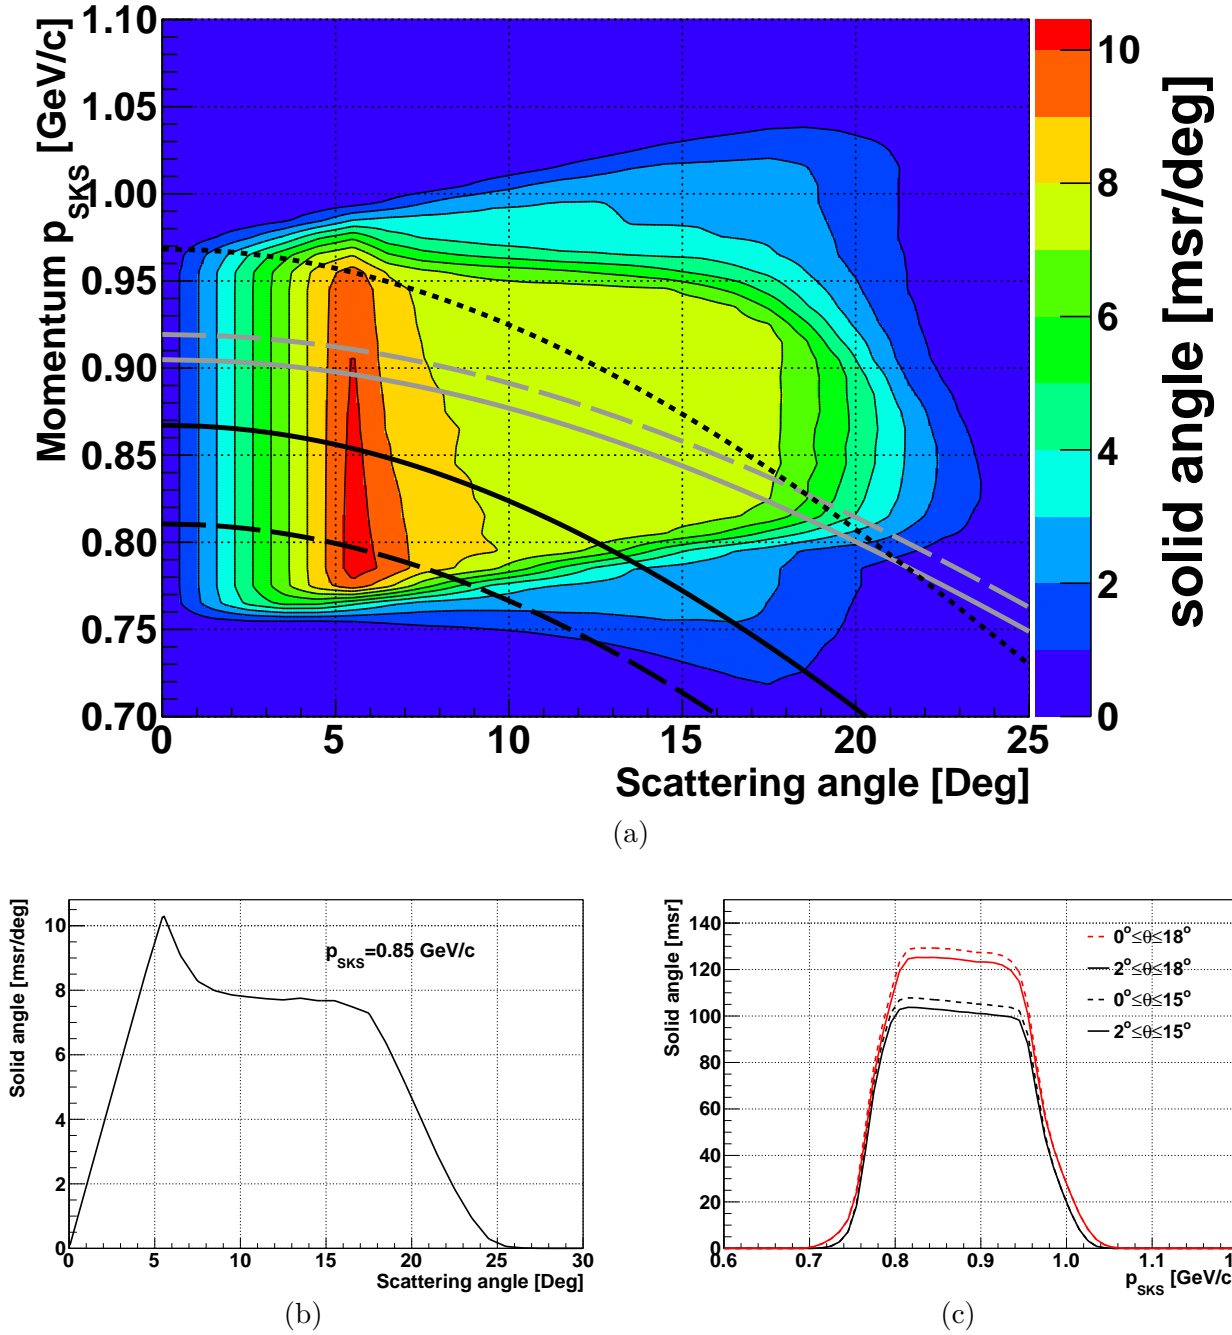 Momentum p_SKS [GeV/c]
1.10
1.05
1.00
0.95
0.90
0.85
0.80
0.75
0.70
0 5 10 15 20 25
Scattering angle [Deg]
10
8
6
4
2
0
solid angle [msr/deg]
(a)
Solid angle [msr/deg]
10
8
6
4
2
0
p_SKS=0.85 GeV/c
0 5 10 15 20 25 30
Scattering angle [Deg]
(b)
Solid angle [msr]
140
120
100
80
60
40
20
0
0°≤θ≤18°
2°≤θ≤18°
0°≤θ≤15°
2°≤θ≤15°
0.6 0.7 0.8 0.9 1.0 1.1
p_SKS [GeV/c
(c)